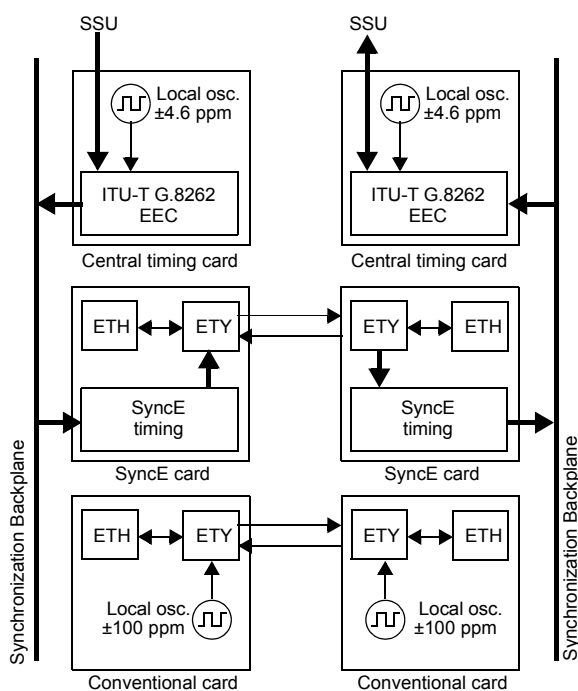 SSU
SSU
Local osc.
±4.6 ppm
ITU-T G.8262
EEC
Central timing card
Local osc.
±4.6 ppm
ITU-T G.8262
EEC
Central timing card
ETH
ETY
SyncE
timing
SyncE card
ETY
ETH
SyncE
timing
SyncE card
ETH
ETY
Local osc.
±100 ppm
Conventional card
ETY
ETH
Local osc.
±100 ppm
Conventional card
Synchronization Backplane
Synchronization Backplane